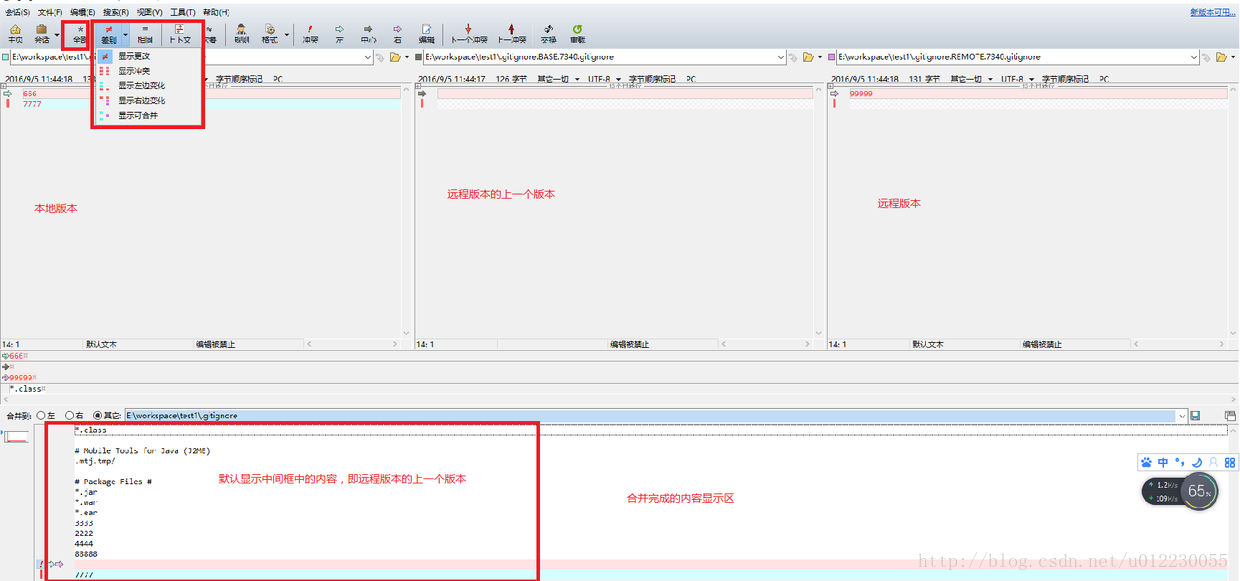 会话(S) 文件(F) 编辑(E) 搜索(R) 视图(V) 工具(T) 帮助(H) 新版本可用...
主页 会话 全部 差别 相同 上下文 规则 格式 冲突 左 中心 右 编辑 下一个冲突 上一冲突 交换 重载
显示更改
显示冲突
显示左边变化
显示右边变化
显示可合并
E:\workspace\test1\.git E:\workspace\test1\.gitignore.BASE.7340.gitignore E:\workspace\test1\.gitignore.REMOTE.7340.gitignore
2016/9/5 11:44:18 字节顺序标记 PC 2016/9/5 11:44:17 126 字节 其它一切 UTF-8 字节顺序标记 PC 2016/9/5 11:44:18 131 字节 其它一切 UTF-8 字节顺序标记 PC
666 99999
7777
远程版本的上一个版本
远程版本
本地版本
14: 1 默认文本 编辑被禁止 14: 1 编辑被禁止 14: 1 默认文本 编辑被禁止
666¤
¤
99999¤
*.class¤
合并到: 左 右 其它: E:\workspace\test1\.gitignore
*.class
# Mobile Tools for Java (J2ME)
.mtj.tmp/
默认显示中间框中的内容，即远程版本的上一个版本
# Package Files #
*.jar
*.war
*.ear
合并完成的内容显示区
3333
2222
4444
88888
7777
中
1.2K/s
109K/s
65%
http://blog.csdn.net/u012230055